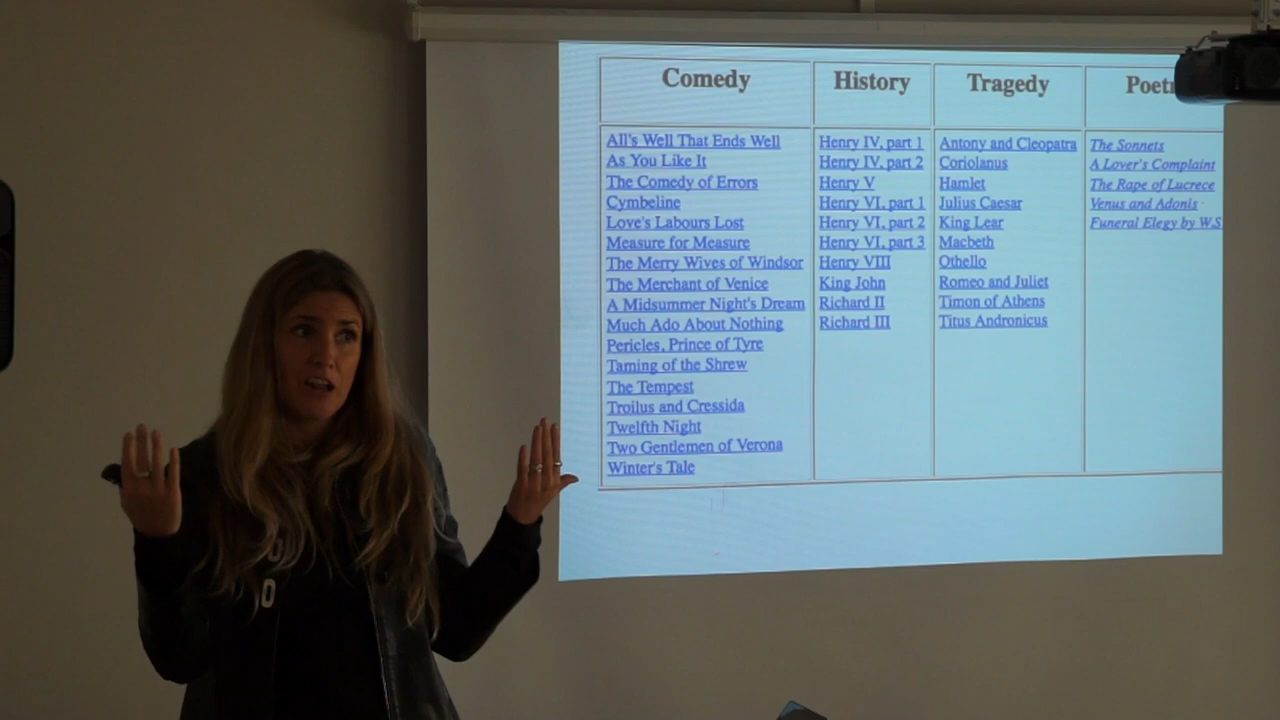 Comedy
History
Tragedy
All's Well That Ends Well
As You Like It
The Comedy of Errors
Cymbeline
Love's Labours Lost
Measure for Measure
The Merry Wives of Windsor
The Merchant of Venice
A Midsummer Night's Dream
Much Ado About Nothing
Pericles, Prince of Tyre
Taming of the Shrew
The Tempest
Troilus and Cressida
Twelfth Night
Two Gentlemen of Verona
Winter's Tale
Henry IV, part 1
Henry IV, part 2
Henry V
Henry VI, part 1
Henry VI, part 2
Henry VI, part 3
Henry VIII
King John
Richard II
Richard III
Antony and Cleopatra
Coriolanus
Hamlet
Julius Caesar
King Lear
Macbeth
Othello
Romeo and Juliet
Timon of Athens
Titus Andronicus
The Sonnets
A Lover's Complaint
The Rape of Lucrece
Venus and Adonis
Funeral Elegy by W.S